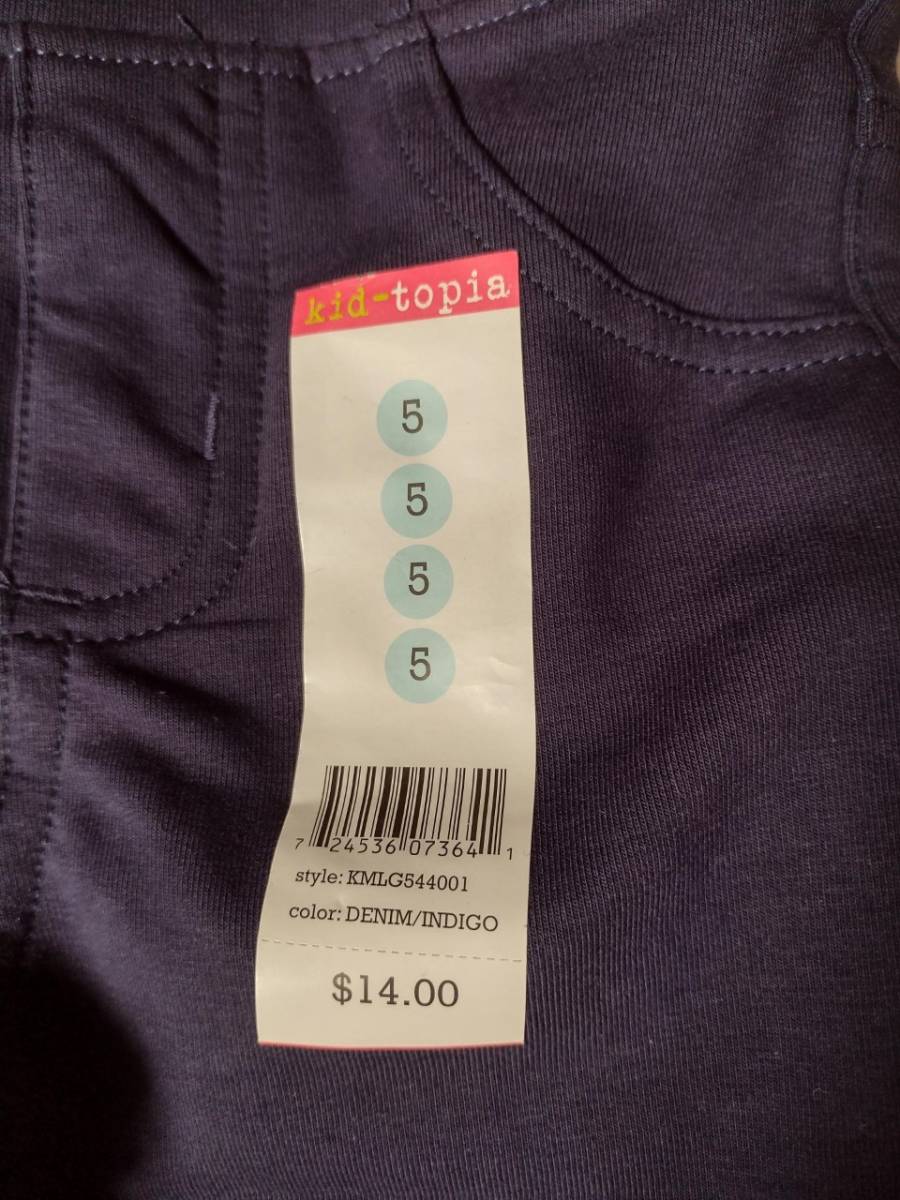 kid-topia
5
5
5
5
7 24536 07364 1
style: KMLG544001
color: DENIM/INDIGO
$14.00